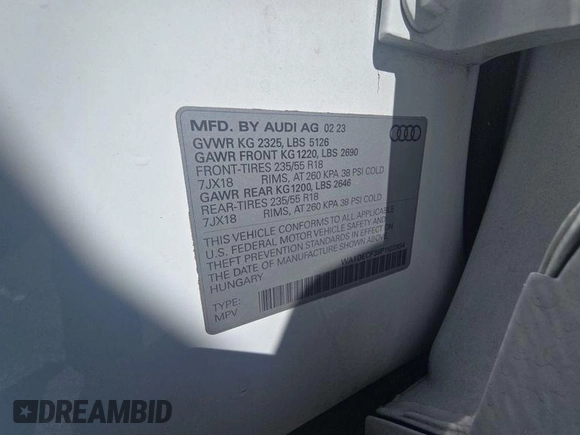 MFD. BY AUDI AG 02 23
GVWR KG 2325, LBS 5126
GAWR FRONT KG1220, LBS 2690
FRONT-TIRES 235/55 R18
7JX18 RIMS, AT 260 KPA 38 PSI COLD
GAWR REAR KG1200, LBS 2646
REAR-TIRES 235/55 R18
7JX18 RIMS, AT 260 KPA 38 PSI COLD
THIS VEHICLE CONFORMS TO ALL APPLICABLE
U.S. FEDERAL MOTOR VEHICLE SAFETY AND
THEFT PREVENTION STANDARDS IN EFFECT ON
THE DATE OF MANUFACTURE SHOWN ABOVE
HUNGARY
TYPE:
MPV
DREAMBID